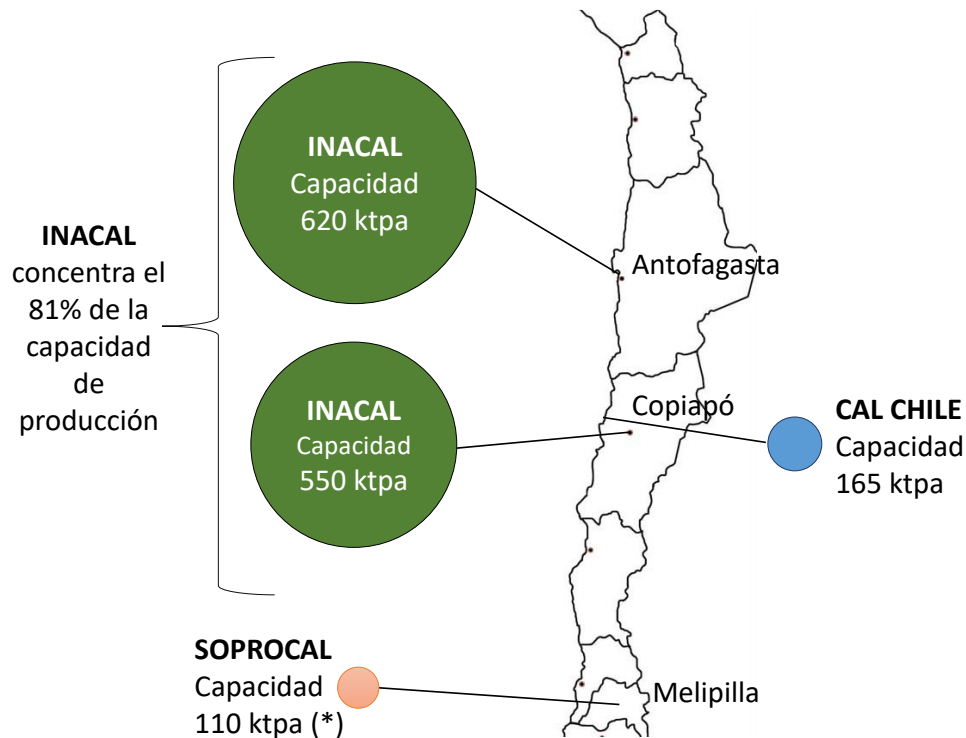 INACAL
concentra el
81% de la
capacidad
de
producción
INACAL
Capacidad
620 ktpa
Antofagasta
INACAL
Capacidad
550 ktpa
Copiapó
CAL CHILE
Capacidad
165 ktpa
SOPROCAL
Capacidad
110 ktpa (*)
Melipilla